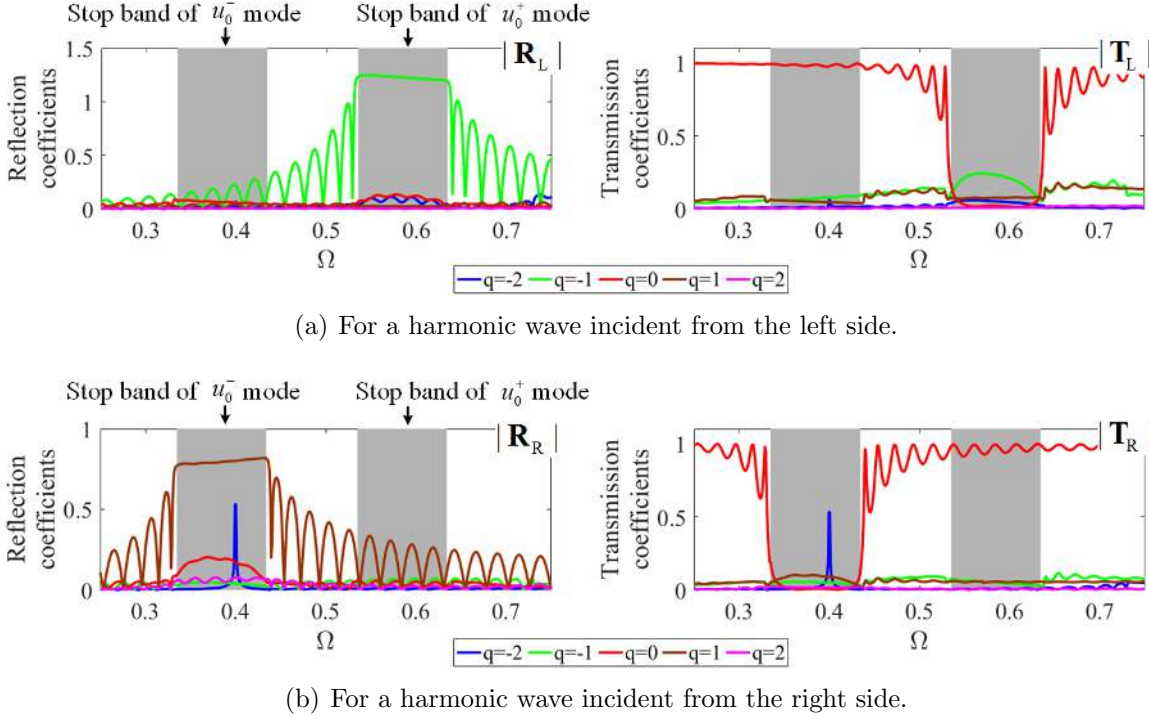 Stop band of u₀⁻ mode Stop band of u₀⁺ mode
1.5
1
0.5
0
Reflection coefficients
|R_L|
0.3 0.4 0.5 0.6 0.7
Ω
1
0.5
0
Transmission coefficients
|T_L|
0.3 0.4 0.5 0.6 0.7
Ω
q=-2 q=-1 q=0 q=1 q=2
(a) For a harmonic wave incident from the left side.
Stop band of u₀⁻ mode Stop band of u₀⁺ mode
1
0.5
0
Reflection coefficients
|R_R|
0.3 0.4 0.5 0.6 0.7
Ω
1
0.5
0
Transmission coefficients
|T_R|
0.3 0.4 0.5 0.6 0.7
Ω
q=-2 q=-1 q=0 q=1 q=2
(b) For a harmonic wave incident from the right side.